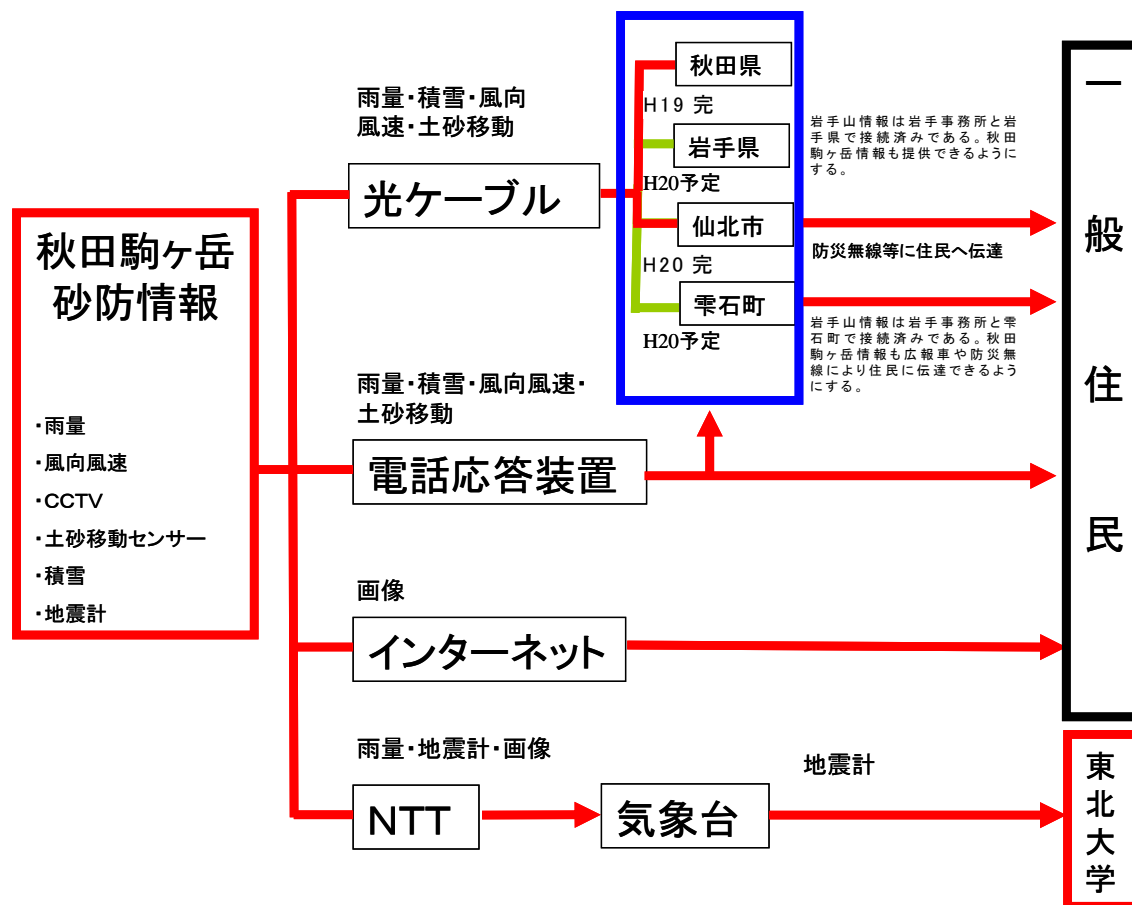 秋田駒ヶ岳
砂防情報
・雨量
・風向風速
・CCTV
・土砂移動センサー
・積雪
・地震計
雨量・積雪・風向
風速・土砂移動
光ケーブル
秋田県
H19 完
岩手県
H20予定
仙北市
H20 完
雫石町
H20予定
岩手山情報は岩手事務所と岩
手県で接続済みである。秋田
駒ヶ岳情報も提供できるように
する。
防災無線等に住民へ伝達
岩手山情報は岩手事務所と雫
石町で接続済みである。秋田
駒ヶ岳情報も広報車や防災無
線により住民に伝達できるよう
にする。
雨量・積雪・風向風速・
土砂移動
電話応答装置
画像
インターネット
雨量・地震計・画像
NTT
気象台
地震計
一般住民
東北大学